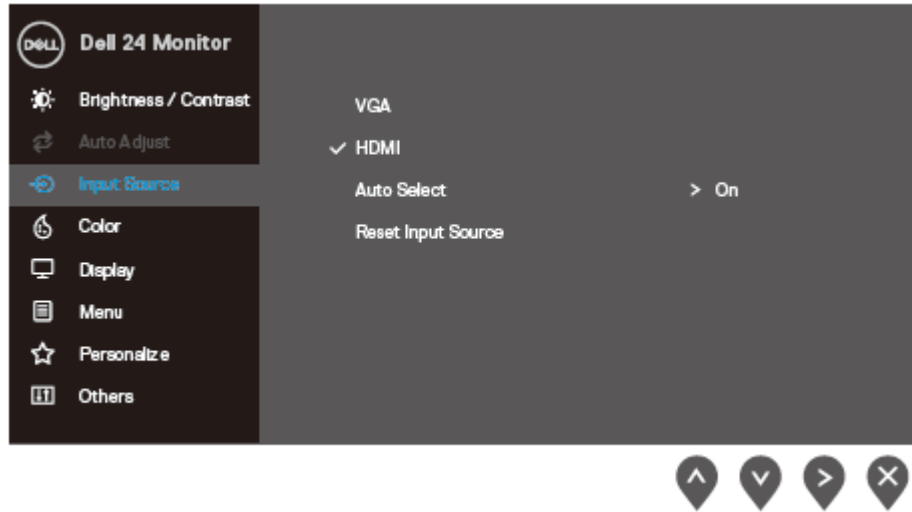 DELL Dell 24 Monitor
Brightness / Contrast
VGA
Auto Adjust
HDMI
Input Source
Auto Select > On
Color
Reset Input Source
Display
Menu
Personalize
Others